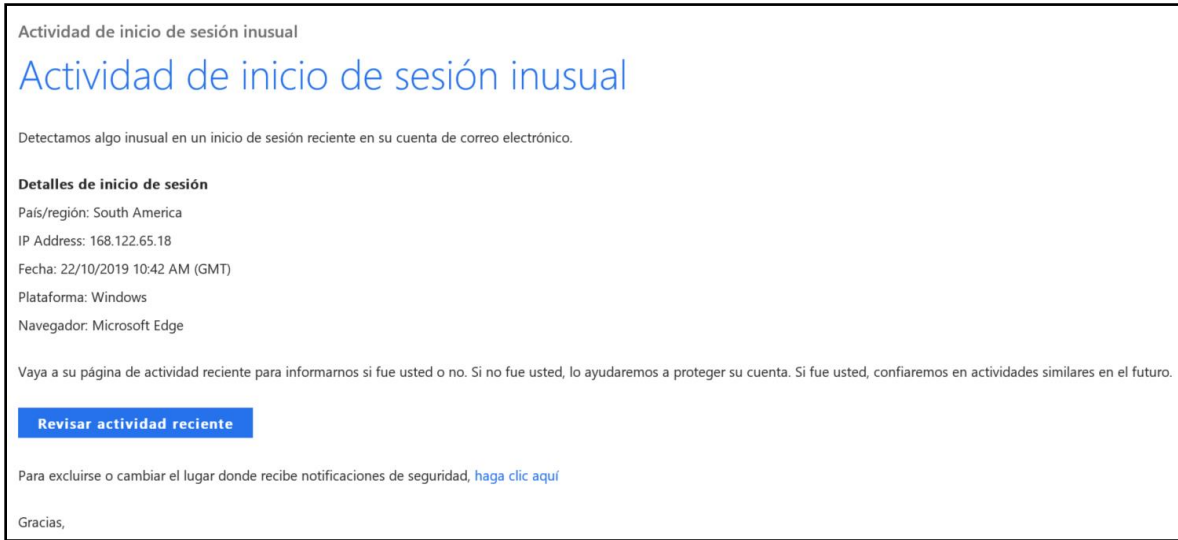 Actividad de inicio de sesión inusual
Actividad de inicio de sesión inusual
Detectamos algo inusual en un inicio de sesión reciente en su cuenta de correo electrónico.
Detalles de inicio de sesión
País/región: South America
IP Address: 168.122.65.18
Fecha: 22/10/2019 10:42 AM (GMT)
Plataforma: Windows
Navegador: Microsoft Edge
Vaya a su página de actividad reciente para informarnos si fue usted o no. Si no fue usted, lo ayudaremos a proteger su cuenta. Si fue usted, confiaremos en actividades similares en el futuro.
Revisar actividad reciente
Para excluirse o cambiar el lugar donde recibe notificaciones de seguridad, haga clic aquí
Gracias,